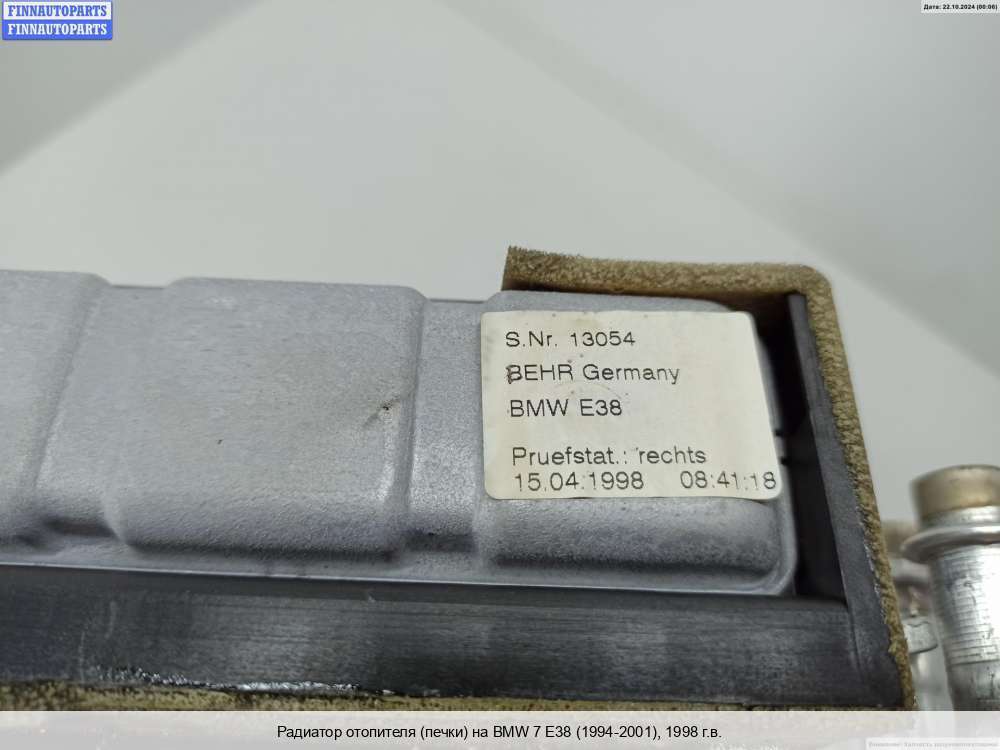 FINNAUTOPARTS
FINNAUTOPARTS
Дата: 22.10.2024 (00:06)
S.Nr. 13054
BEHR Germany
BMW E38
Pruefstat.: rechts
15.04.1998 08:41:18
Радиатор отопителя (печки) на BMW 7 E38 (1994-2001), 1998 г.в.